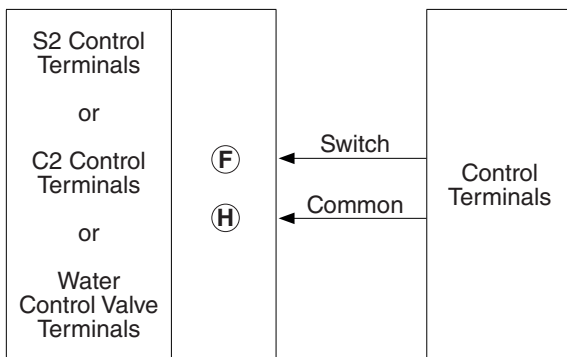 S2 Control
Terminals
or
C2 Control
Terminals
or
Water
Control Valve
Terminals
F
H
Switch
Common
Control
Terminals